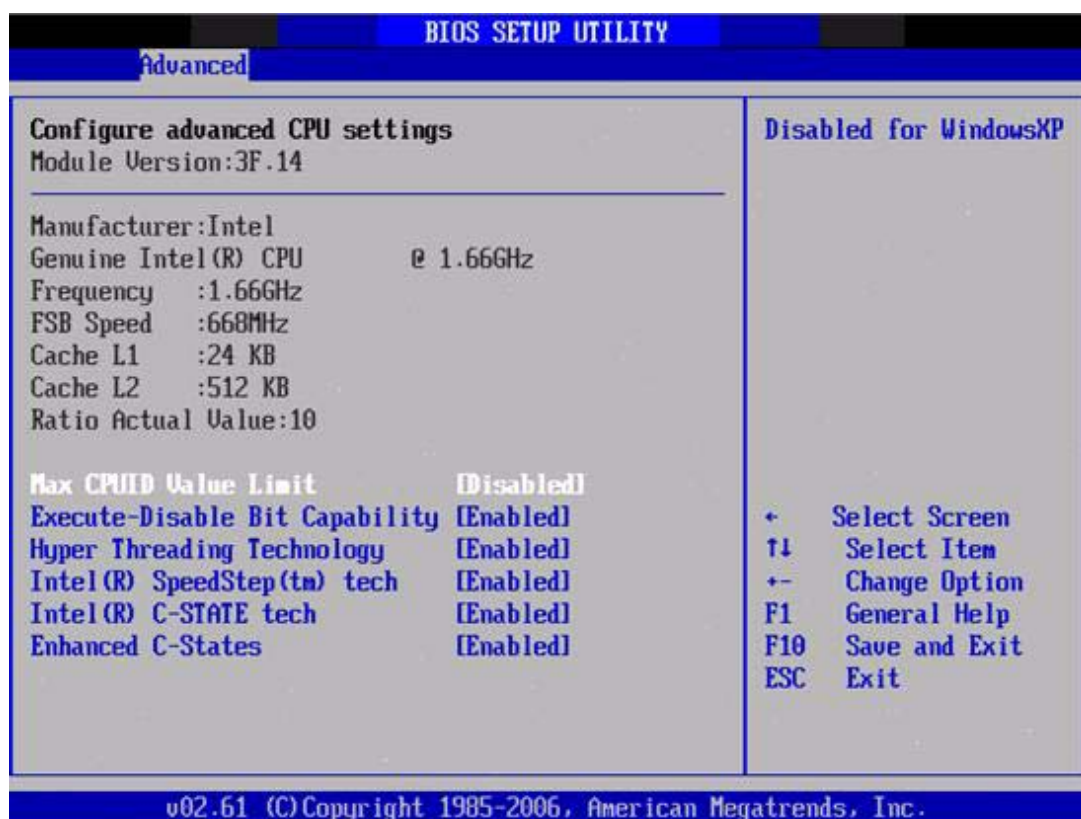 BIOS SETUP UTILITY
Advanced
Configure advanced CPU settings
Module Version:3F.14
Manufacturer:Intel
Genuine Intel(R) CPU @ 1.66GHz
Frequency :1.66GHz
FSB Speed :668MHz
Cache L1 :24 KB
Cache L2 :512 KB
Ratio Actual Value:10
Max CPUID Value Limit [Disabled]
Execute-Disable Bit Capability [Enabled]
Hyper Threading Technology [Enabled]
Intel(R) SpeedStep(tm) tech [Enabled]
Intel(R) C-STATE tech [Enabled]
Enhanced C-States [Enabled]
Disabled for WindowsXP
← Select Screen
↑↓ Select Item
+- Change Option
F1 General Help
F10 Save and Exit
ESC Exit
v02.61 (C)Copyright 1985-2006, American Megatrends, Inc.